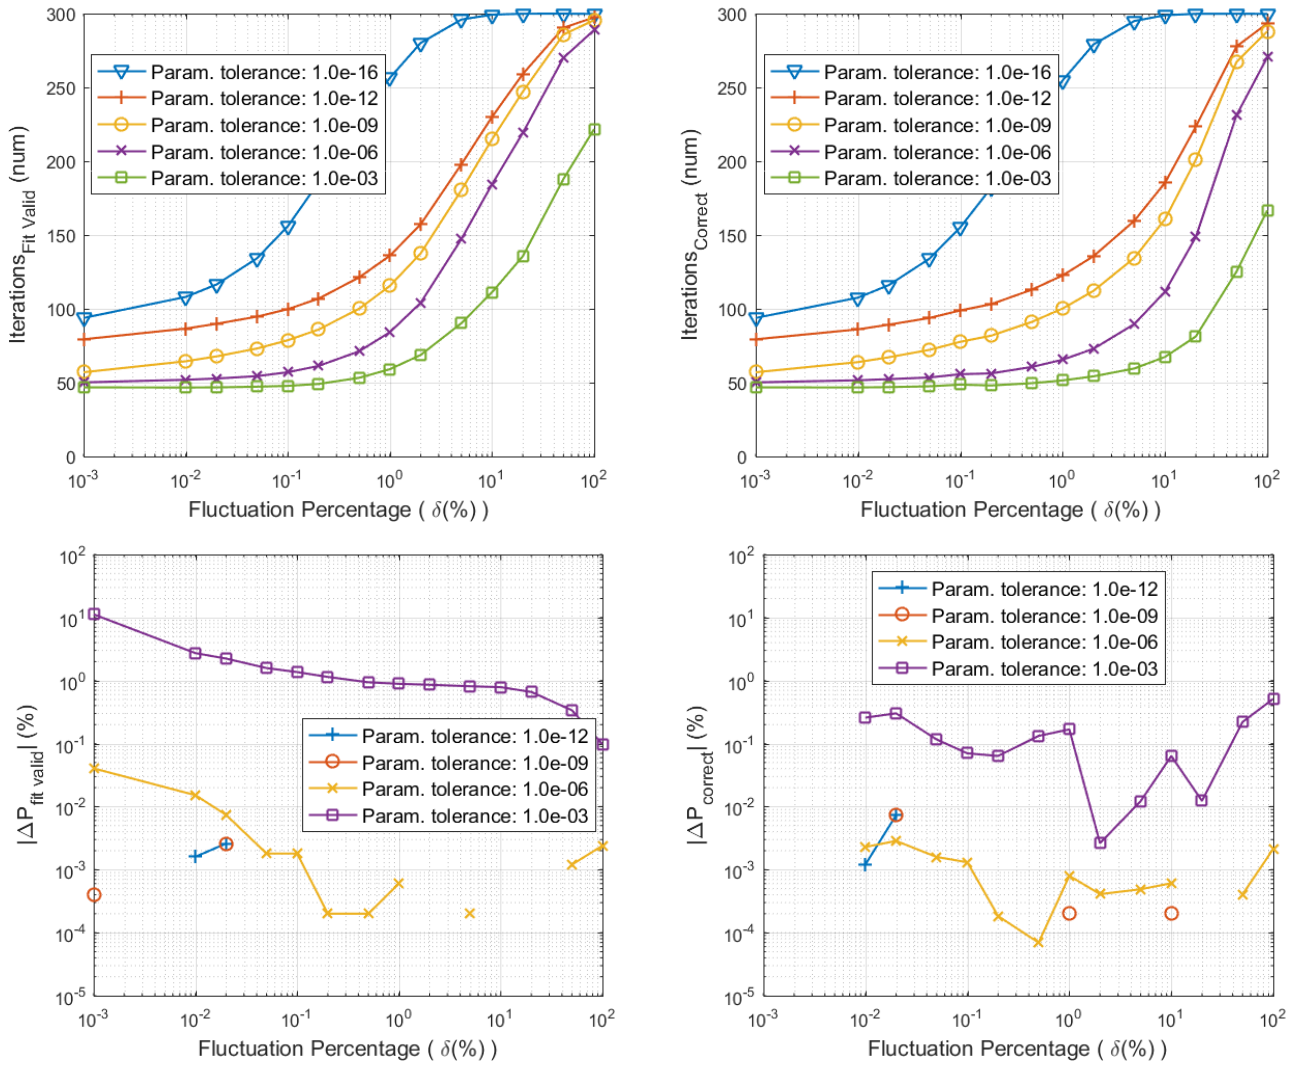 Iterations_Fit Valid (num)
300
250
200
150
100
50
0
Param. tolerance: 1.0e-16
Param. tolerance: 1.0e-12
Param. tolerance: 1.0e-09
Param. tolerance: 1.0e-06
Param. tolerance: 1.0e-03
10^-3 10^-2 10^-1 10^0 10^1 10^2
Fluctuation Percentage ( δ(%) )
Iterations_Correct (num)
300
250
200
150
100
50
0
Param. tolerance: 1.0e-16
Param. tolerance: 1.0e-12
Param. tolerance: 1.0e-09
Param. tolerance: 1.0e-06
Param. tolerance: 1.0e-03
10^-3 10^-2 10^-1 10^0 10^1 10^2
Fluctuation Percentage ( δ(%) )
|ΔP_fit valid| (%)
10^2
10^1
10^0
10^-1
10^-2
10^-3
10^-4
10^-5
Param. tolerance: 1.0e-12
Param. tolerance: 1.0e-09
Param. tolerance: 1.0e-06
Param. tolerance: 1.0e-03
10^-3 10^-2 10^-1 10^0 10^1 10^2
Fluctuation Percentage ( δ(%) )
|ΔP_correct| (%)
10^2
10^1
10^0
10^-1
10^-2
10^-3
10^-4
10^-5
Param. tolerance: 1.0e-12
Param. tolerance: 1.0e-09
Param. tolerance: 1.0e-06
Param. tolerance: 1.0e-03
10^-3 10^-2 10^-1 10^0 10^1 10^2
Fluctuation Percentage ( δ(%) )